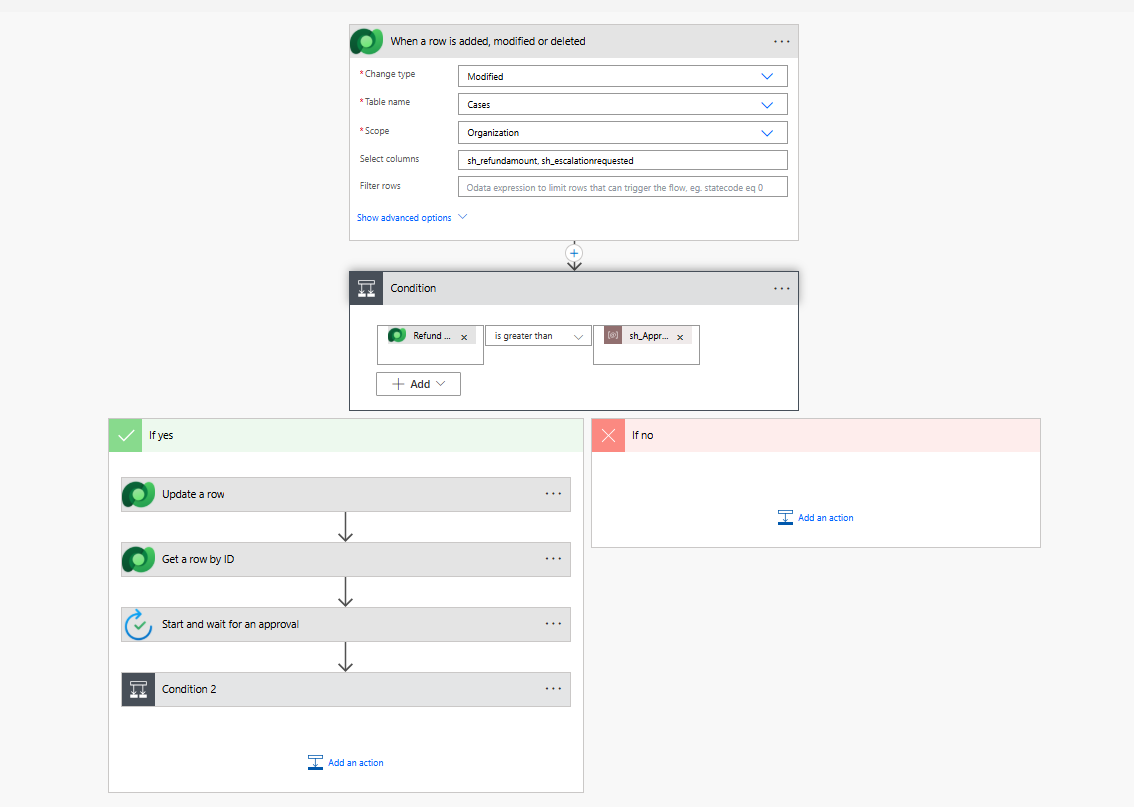 When a row is added, modified or deleted
* Change type Modified
* Table name Cases
* Scope Organization
Select columns sh_refundamount, sh_escalationrequested
Filter rows Odata expression to limit rows that can trigger the flow, eg. statecode eq 0
Show advanced options
Condition
Refund ... x is greater than sh_Appr... x
Add
If yes
If no
Update a row
Add an action
Get a row by ID
Start and wait for an approval
Condition 2
Add an action